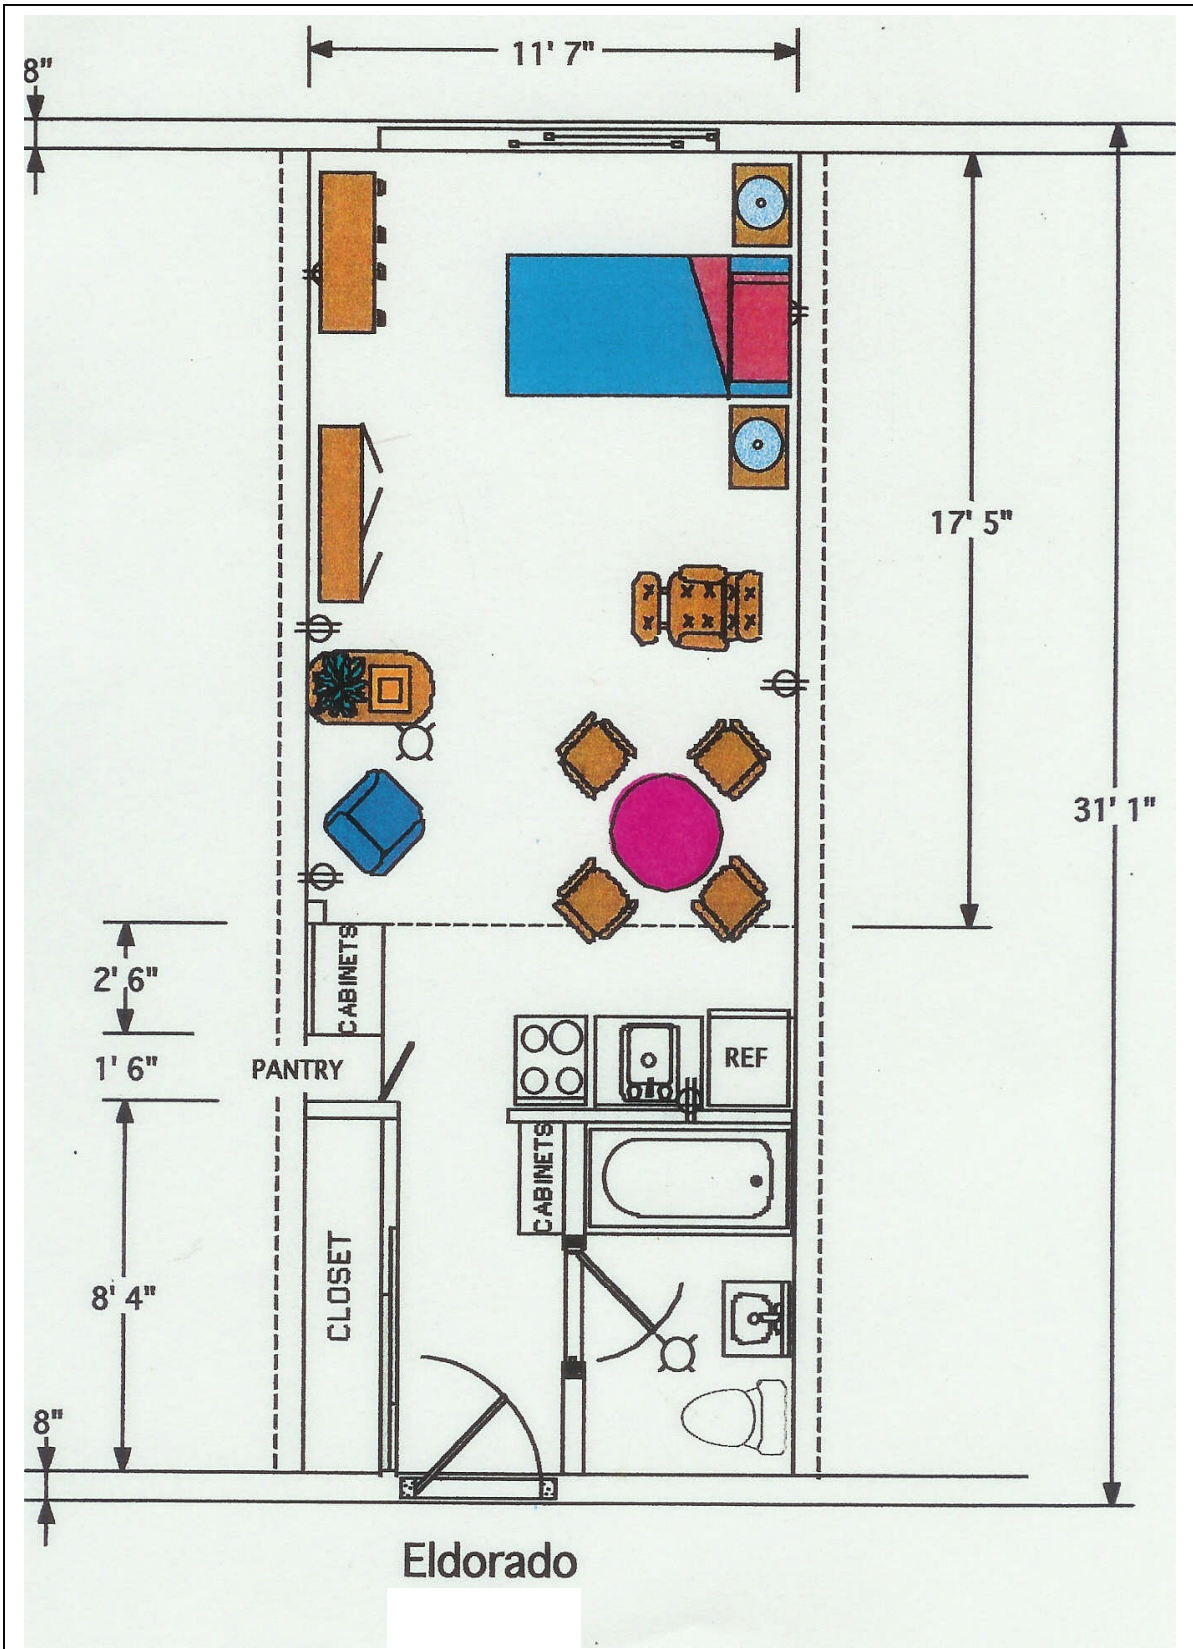 11' 7"
8"
17' 5"
31' 1"
CABINETS
2' 6"
1' 6"
PANTRY
REF
CABINETS
CLOSET
8' 4"
8"
Eldorado